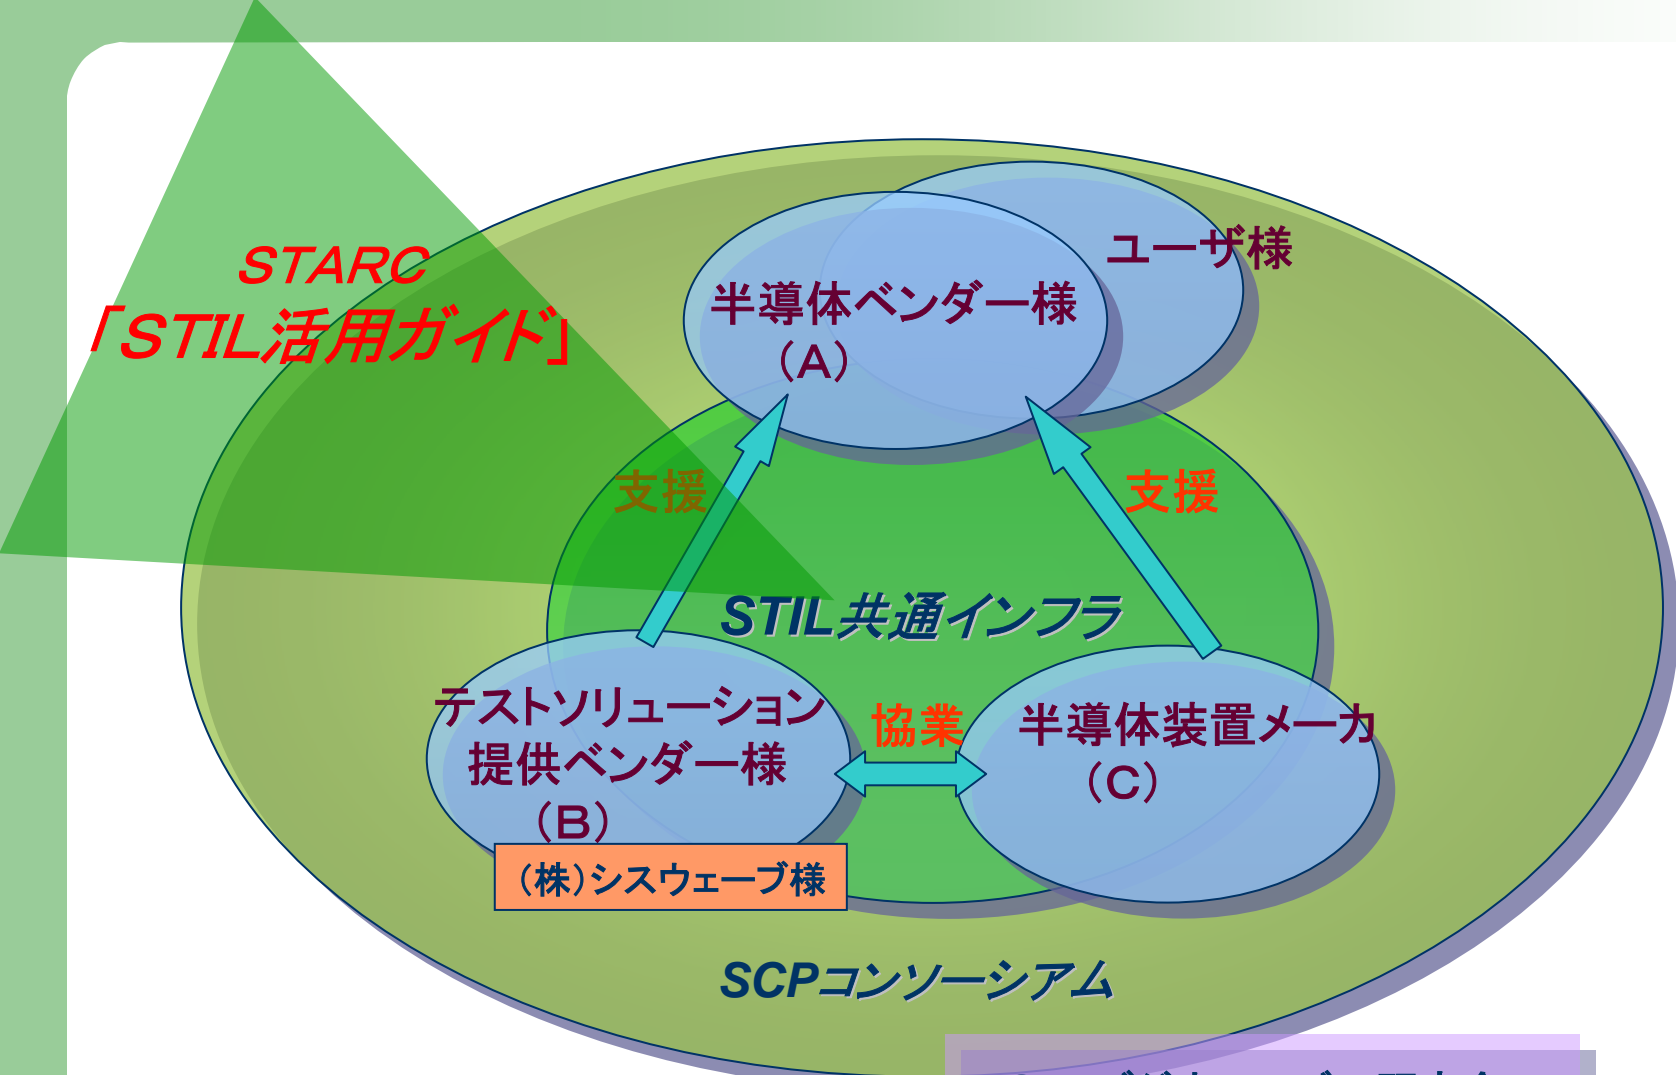 STARC
「STIL活用ガイド」
ユーザ様
半導体ベンダー様
（A）
支援
支援
STIL共通インフラ
テストソリューション
提供ベンダー様
（B）
協業
半導体装置メーカ
（C）
（株）シスウェーブ様
SCPコンソーシアム